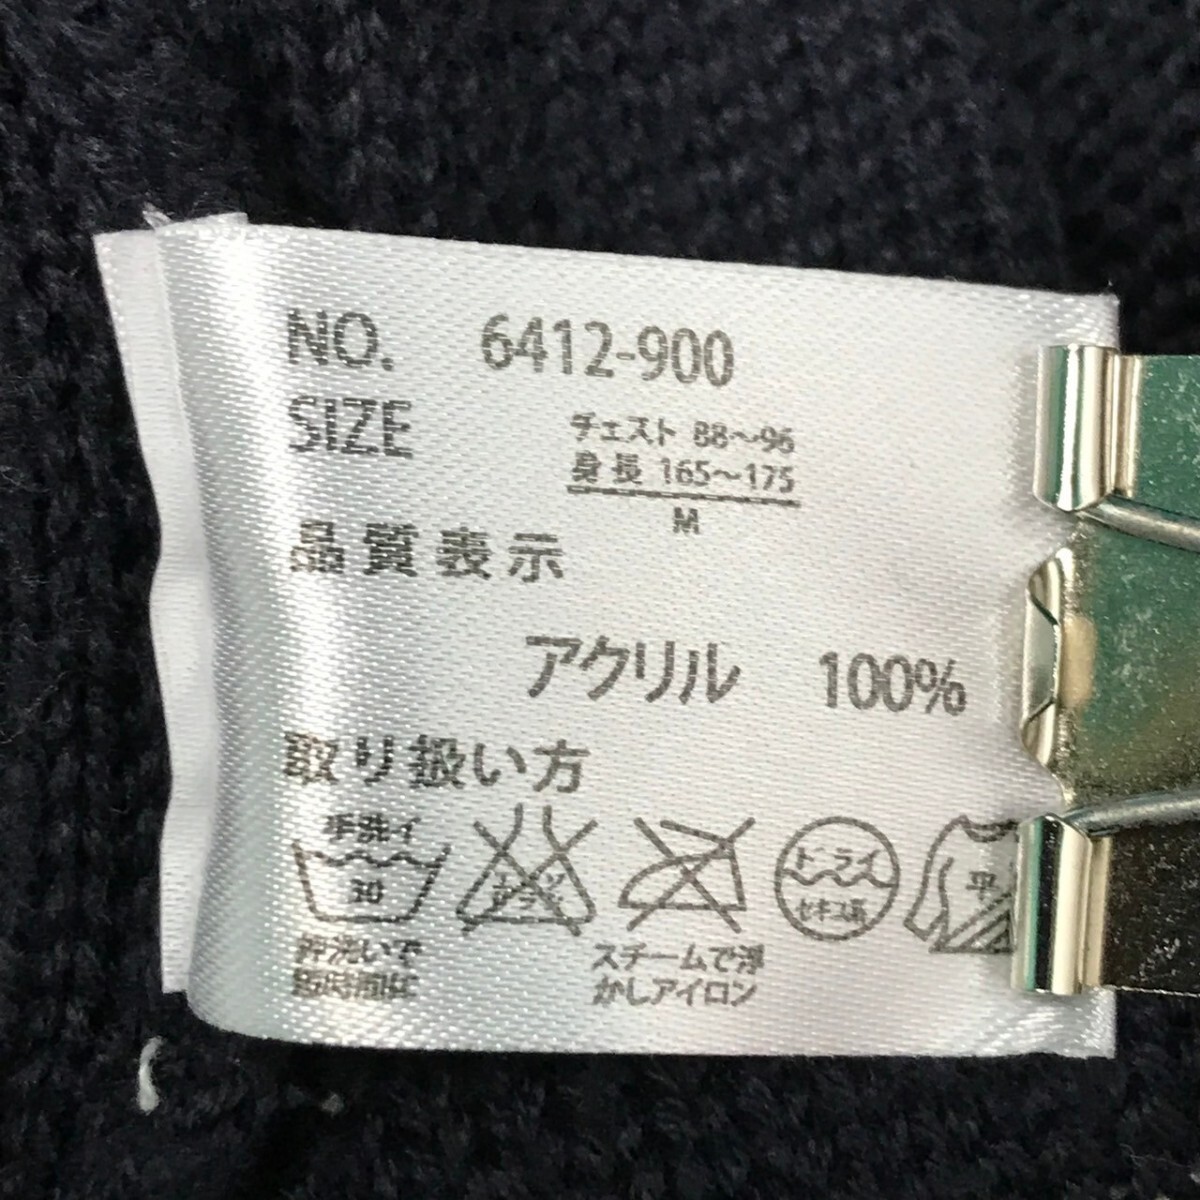 NO. 6412-900
SIZE
チェスト 88～96
身長 165～175
M
品質表示
アクリル 100%
取り扱い方
手洗イ
30
ドライ
セキユ系
平
押洗いで
短時間仕
スチームで浮
かしアイロン